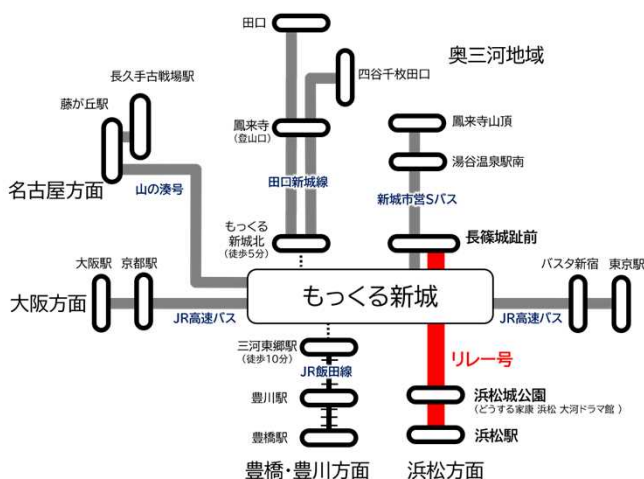 田口
奥三河地域
四谷千枚田口
長久手古戦場駅
藤が丘駅
鳳来寺
(登山口)
鳳来寺山頂
湯谷温泉駅南
名古屋方面
山の湊号
田口新城線
新城市営Sバス
もっくる
新城北
(徒歩5分)
長篠城趾前
大阪駅
京都駅
バスタ新宿
東京駅
大阪方面
もっくる新城
JR高速バス
JR高速バス
三河東郷駅
(徒歩10分)
JR飯田線
リレー号
豊川駅
浜松城公園
(どうする家康 浜松 大河ドラマ館 )
豊橋駅
浜松駅
豊橋・豊川方面
浜松方面